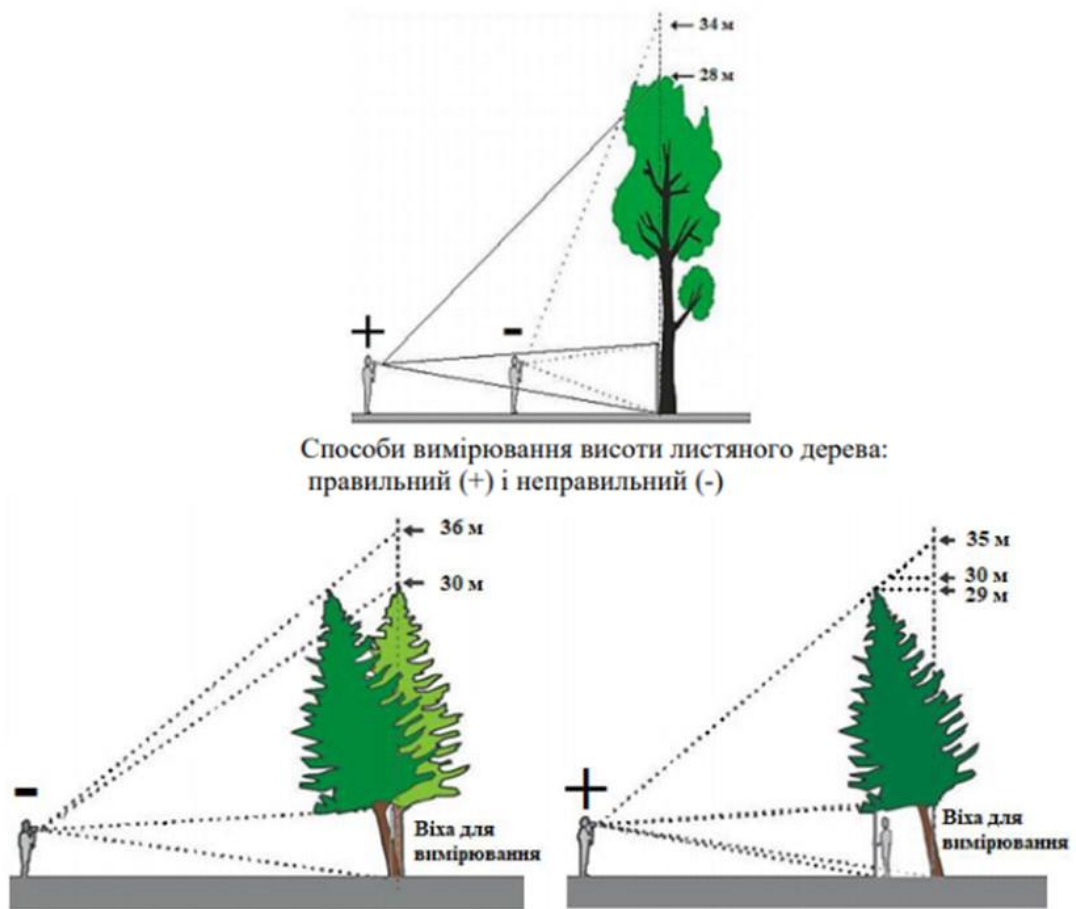 34 м
28 м
+
-
Способи вимірювання висоти листяного дерева:
правильний (+) і неправильний (-)
36 м
30 м
-
Віха для
вимірювання
35 м
30 м
29 м
+
Віха для
вимірювання